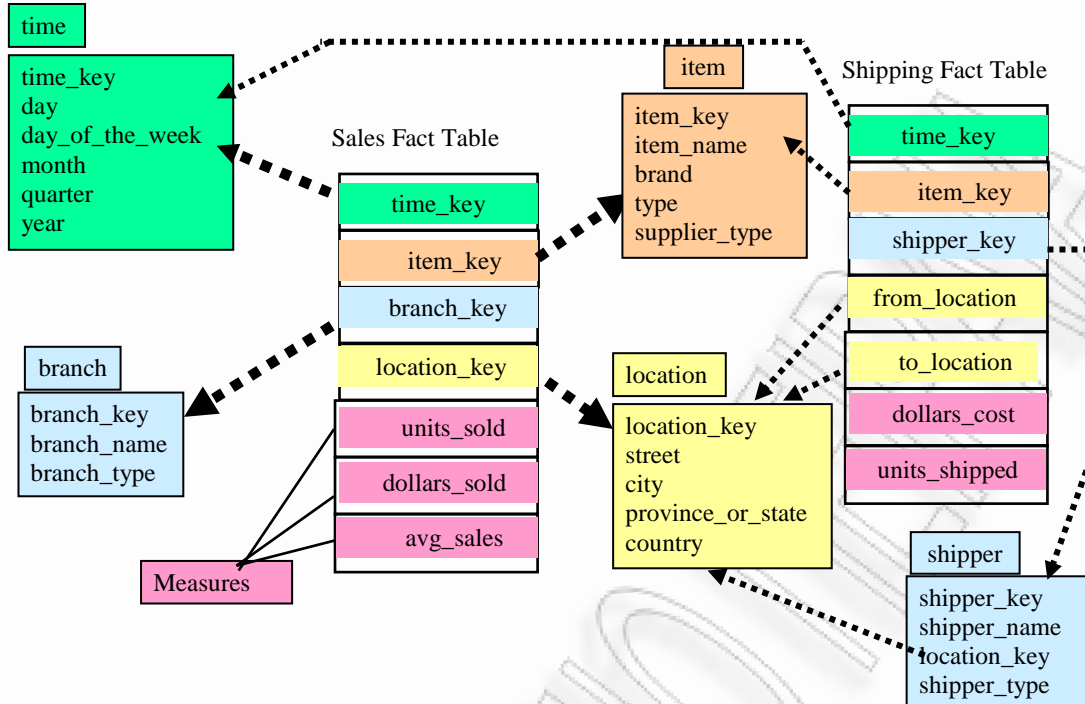 time
time_key
day
day_of_the_week
month
quarter
year
Sales Fact Table
time_key
item_key
branch_key
location_key
units_sold
dollars_sold
avg_sales
Measures
branch
branch_key
branch_name
branch_type
item
item_key
item_name
brand
type
supplier_type
location
location_key
street
city
province_or_state
country
Shipping Fact Table
time_key
item_key
shipper_key
from_location
to_location
dollars_cost
units_shipped
shipper
shipper_key
shipper_name
location_key
shipper_type